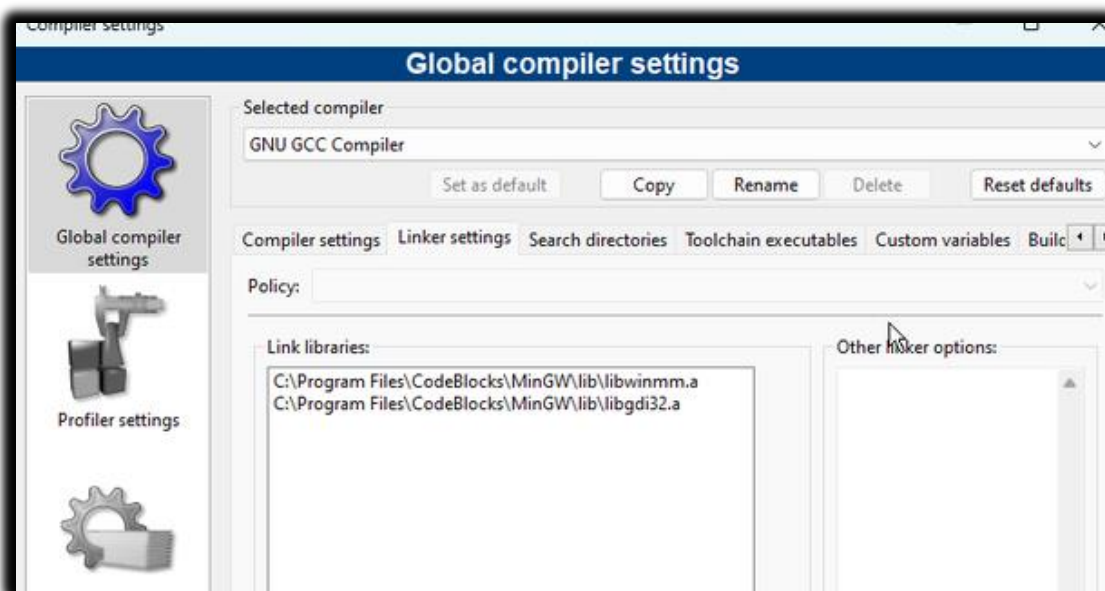 Compiler settings
Global compiler settings
Selected compiler
GNU GCC Compiler
Set as default
Copy
Rename
Delete
Reset defaults
Global compiler
settings
Compiler settings
Linker settings
Search directories
Toolchain executables
Custom variables
Policy:
Link libraries:
Other linker options:
C:\Program Files\CodeBlocks\MinGW\lib\libwinmm.a
C:\Program Files\CodeBlocks\MinGW\lib\libgdi32.a
Profiler settings